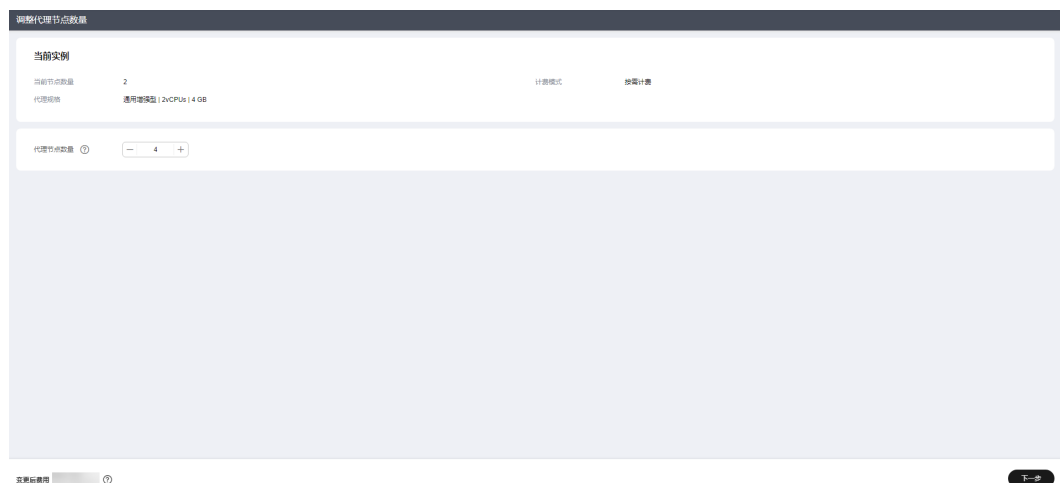 调整代理节点数量
当前实例
当前节点数量 2 计费模式 按需计费
代理规格 通用增强型 | 2vCPUs | 4 GB
代理节点数量 ? − 4 +
变更后费用 ? 下一步